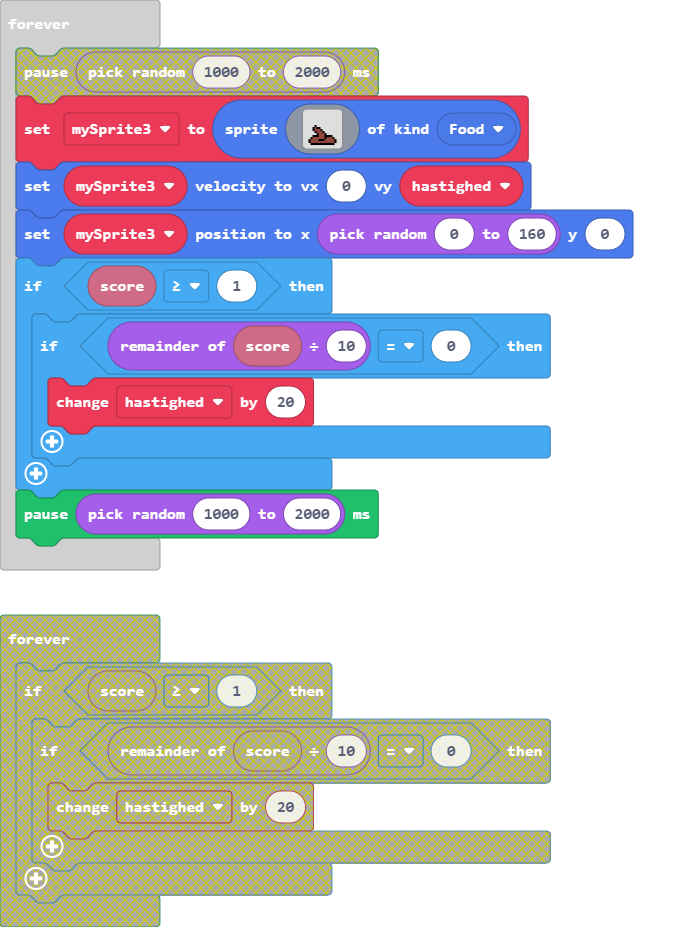 forever
pause pick random 1000 to 2000 ms
set mySprite3 to sprite of kind Food
set mySprite3 velocity to vx 0 vy hastighed
set mySprite3 position to x pick random 0 to 160 y 0
if score ≥ 1 then
if remainder of score ÷ 10 = 0 then
change hastighed by 20
pause pick random 1000 to 2000 ms
forever
if score ≥ 1 then
if remainder of score ÷ 10 = 0 then
change hastighed by 20